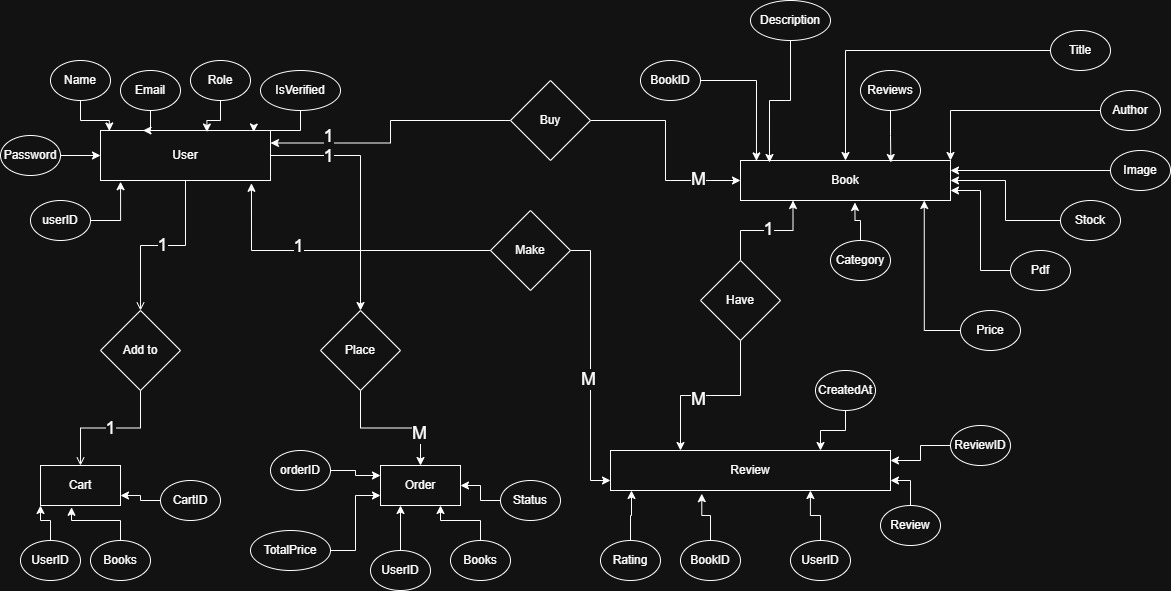 Description
Title
Name
Email
Role
IsVerified
BookID
Reviews
Author
Buy
1
Password
User
1
M
Book
Image
userID
Stock
1
1
Make
1
Category
Pdf
Have
Price
Add to
Place
M
CreatedAt
M
1
M
ReviewID
orderID
Review
Cart
Order
CartID
Status
Review
TotalPrice
UserID
Books
UserID
Books
Rating
BookID
UserID